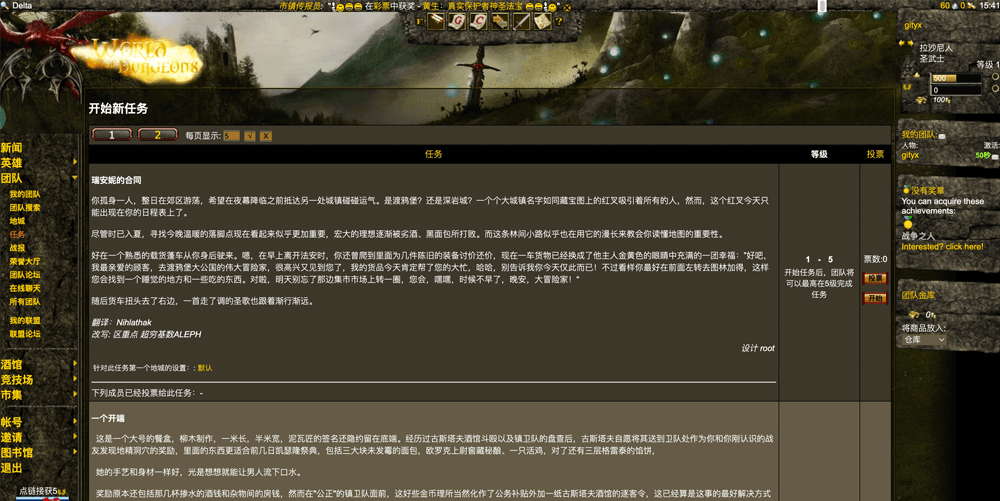 Delta
市镇传报员: 在彩票中获奖 - 黄生: 真实保护者神圣法宝
60 0 15:41
WORLD OF DUNGEONS
gityx
拉沙尼人
圣武士
等级 1
500
0
100%
开始新任务
1 2 每页显示: 5 √ X
任务 等级 投票
新闻
英雄
团队
我的团队
团队搜索
地城
任务
战报
荣誉大厅
团队论坛
在线聊天
所有团队
我的联盟
联盟论坛
酒馆
竞技场
市集
帐号
邀请
图书馆
退出
点链接获5
瑞安妮的合同
你孤身一人，整日在郊区游荡，希望在夜幕降临之前抵达另一处城镇碰碰运气。是渡鸦堡？还是深岩城？一个个大城镇名字如同藏宝图上的红叉吸引着所有的人，然而，这个红叉今天只
能出现在你的日程表上了。
尽管时已入夏，寻找今晚温暖的落脚点现在看起来似乎更加重要，宏大的理想逐渐被劣酒、黑面包所打败。而这条林间小路似乎也在用它的漫长来教会你读懂地图的重要性。
好在一个熟悉的载货蓬车从你身后驶来。嗯，在早上离开法安时，你还曾爬到里面为几件陈旧的装备讨价还价，现在一车货物已经换成了他主人金黄色的眼睛中充满的一团幸福："好吧，
我最亲爱的顾客，去渡鸦堡大公国的伟大冒险家，很高兴又见到您了，我的货品今天肯定帮了您的大忙，哈哈，别告诉我你今天仅此而已！不过看样你最好在前面左转去图林加得，这样
您会找到一个睡觉的地方和一些吃的东西。对啦，明天别忘了那边集市市场上转一圈，您会，嘿嘿，时候不早了，晚安，大冒险家！"
随后货车扭头去了右边，一首走了调的圣歌也跟着渐行渐远。
翻译：Nihlathak
改写: 区重点 超穷基数ALEPH
设计 root
针对此任务第一个地城的设置: : 默认
下列成员已经投票给此任务: -
1 - 5
开始任务后，团队将
可以最高在5级完成
任务
票数:0
投票
开始
一个开端
这是一个大号的餐盒，柳木制作，一米长，半米宽，泥瓦匠的签名还隐约留在底端。经历过古斯塔夫酒馆斗殴以及镇卫队的盘查后，古斯塔夫自愿将其送到卫队处作为你和你刚认识的战
友发现地精洞穴的奖励，里面的东西更适合前几日凯瑟隆祭典，包括三大块未发霉的面包，欧罗克上尉窖藏秘酿、一只活鸡，对了还有三层格雷泰的馅饼，
她的手艺和身材一样好，光是想想就能让男人流下口水。
奖励原本还包括那几杯掺水的酒钱和杂物间的房钱，然而在"公正"的镇卫队面前，这好些金币理所当然化作了公务补贴外加一纸古斯塔夫酒馆的逐客令，这已经算是这事的最好解决方式
我的团队:
人物: 激活:
gityx 50秒
没有奖章
You can acquire these
achievements:
战争之人
Interested? click here!
团队金库
0
将商品放入:
仓库